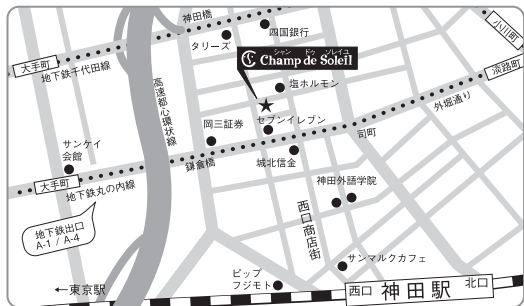 神田橋
四国銀行
タリーズ
小川町
大手町
地下鉄千代田線
シャン ドゥ ソレイユ
Champ de Soleil
淡路町
高速都心環状線
塩ホルモン
外堀通り
岡三証券
セブンイレブン
司町
サンケイ
会館
鎌倉橋
城北信金
大手町
地下鉄丸の内線
神田外語学院
地下鉄出口
A-1 / A-4
西口商店街
サンマルクカフェ
ピップ
フジモト
←東京駅
西口 神田駅 北口